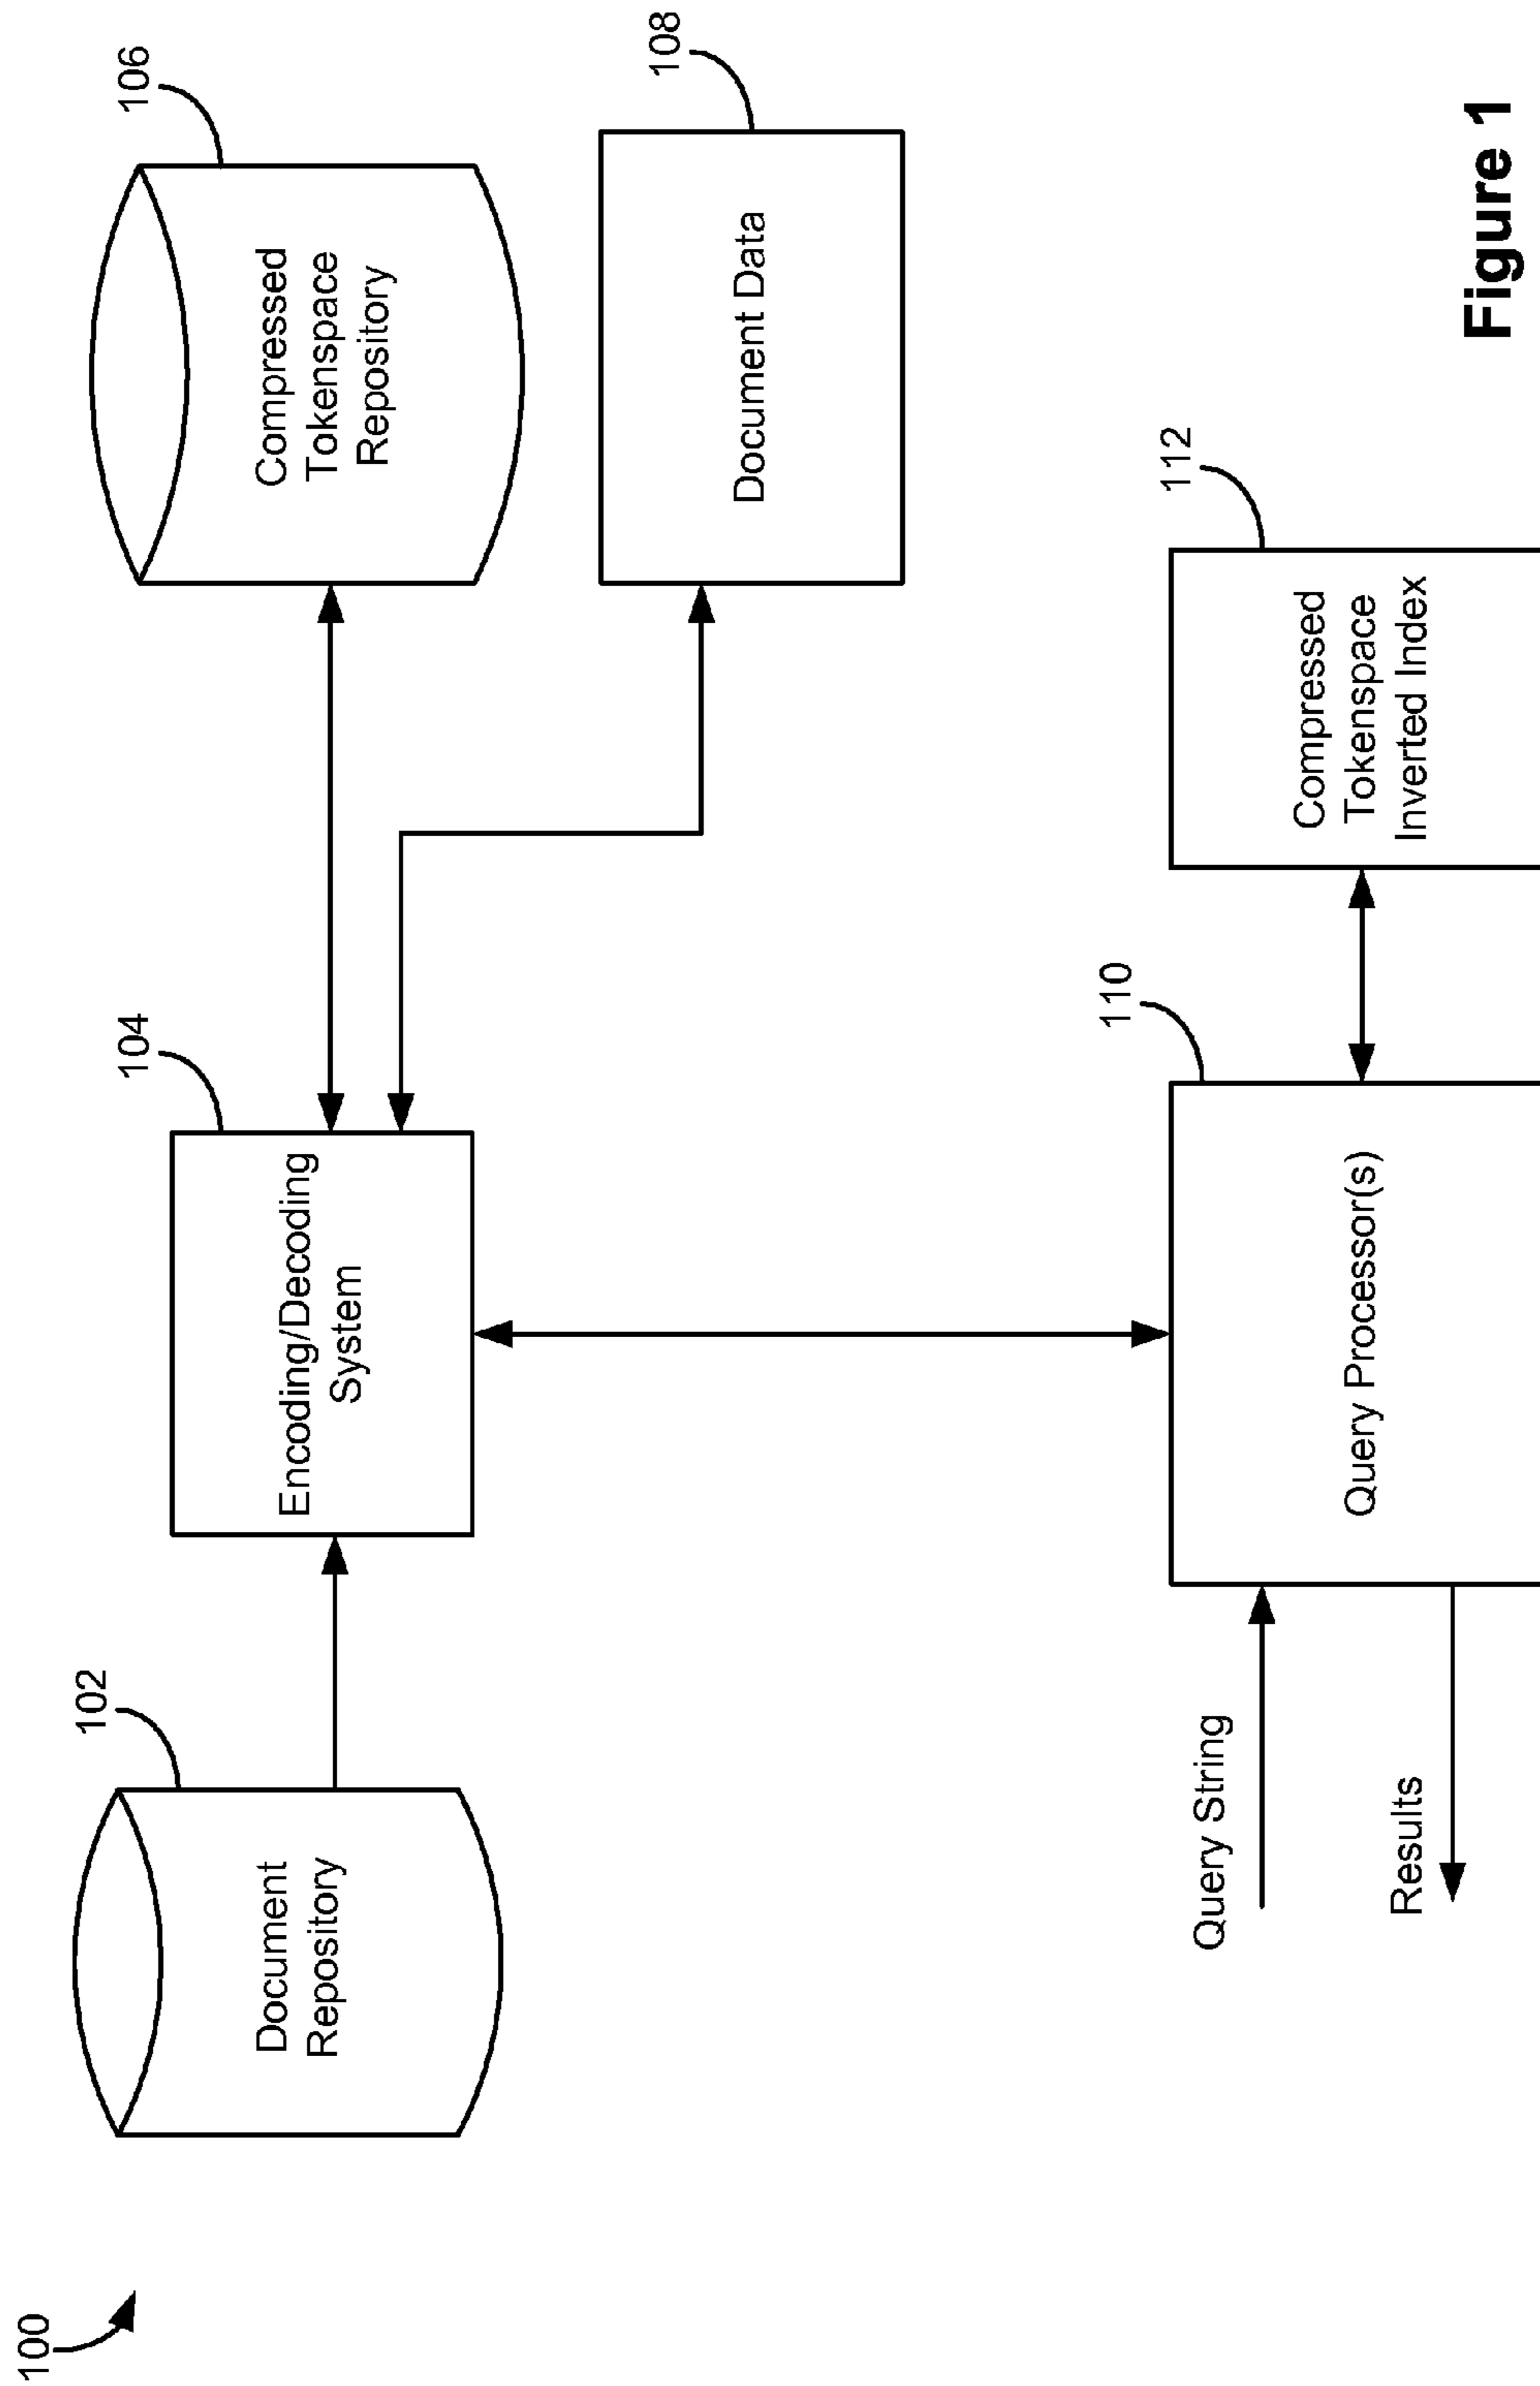 100
102
Document
Repository
104
Encoding/Decoding
System
106
Compressed
Tokenspace
Repository
108
Document Data
110
Query Processor(s)
112
Compressed
Tokenspace
Inverted Index
Query String
Results
Figure 1